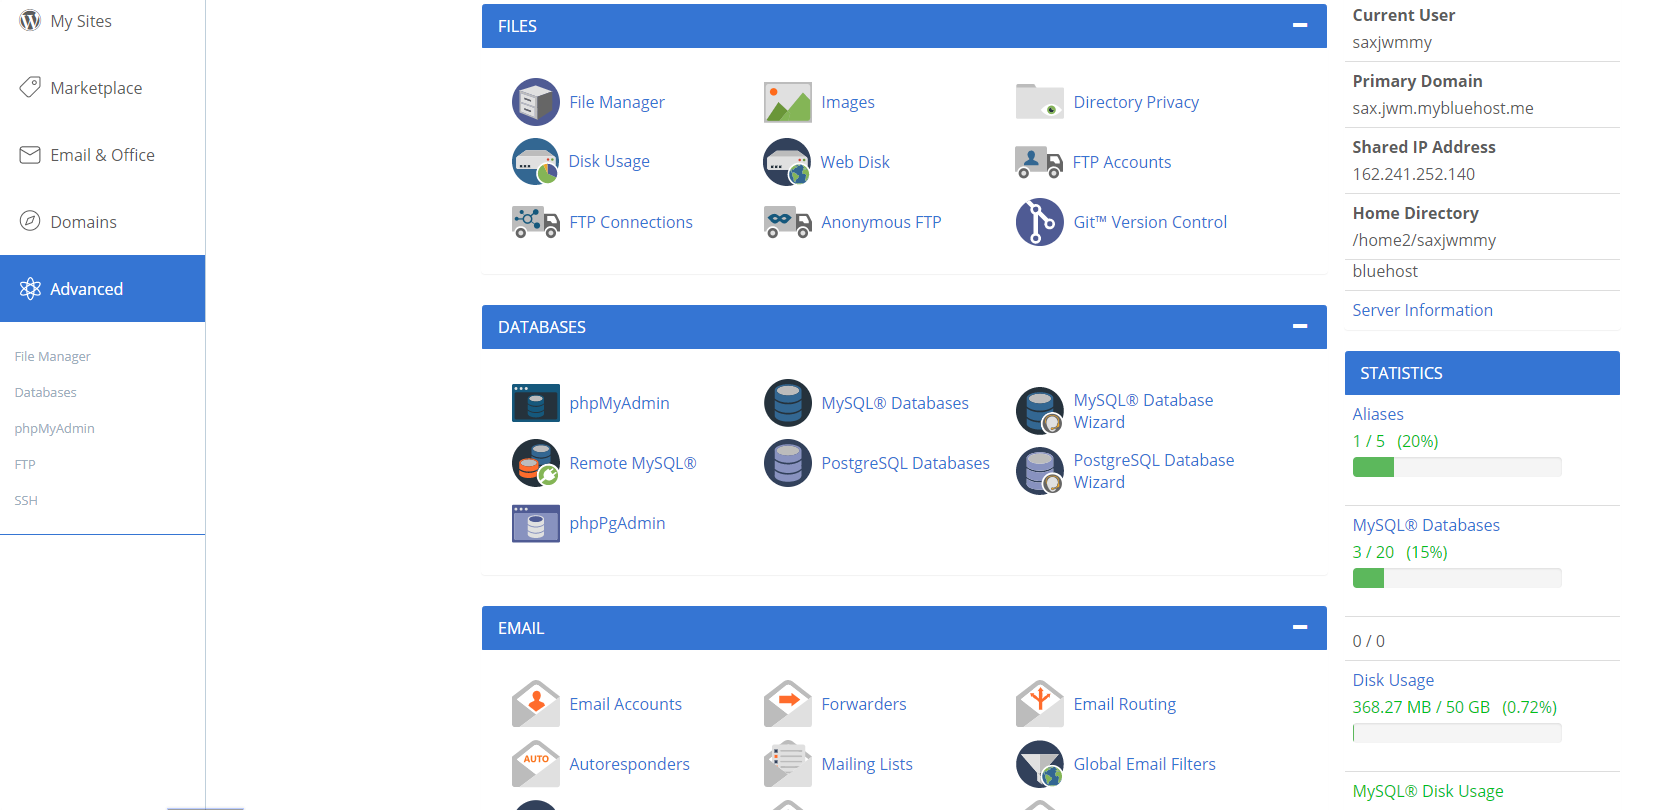 My Sites
Marketplace
Email & Office
Domains
Advanced
File Manager
Databases
phpMyAdmin
FTP
SSH
FILES
File Manager
Images
Directory Privacy
Disk Usage
Web Disk
FTP Accounts
FTP Connections
Anonymous FTP
Git™ Version Control
DATABASES
phpMyAdmin
MySQL® Databases
MySQL® Database
Wizard
Remote MySQL®
PostgreSQL Databases
PostgreSQL Database
Wizard
phpPgAdmin
EMAIL
Email Accounts
Forwarders
Email Routing
AUTO
Autoresponders
Mailing Lists
Global Email Filters
Current User
saxjwmmy
Primary Domain
sax.jwm.mybluehost.me
Shared IP Address
162.241.252.140
Home Directory
/home2/saxjwmmy
bluehost
Server Information
STATISTICS
Aliases
1 / 5 (20%)
MySQL® Databases
3 / 20 (15%)
0 / 0
Disk Usage
368.27 MB / 50 GB (0.72%)
MySQL® Disk Usage